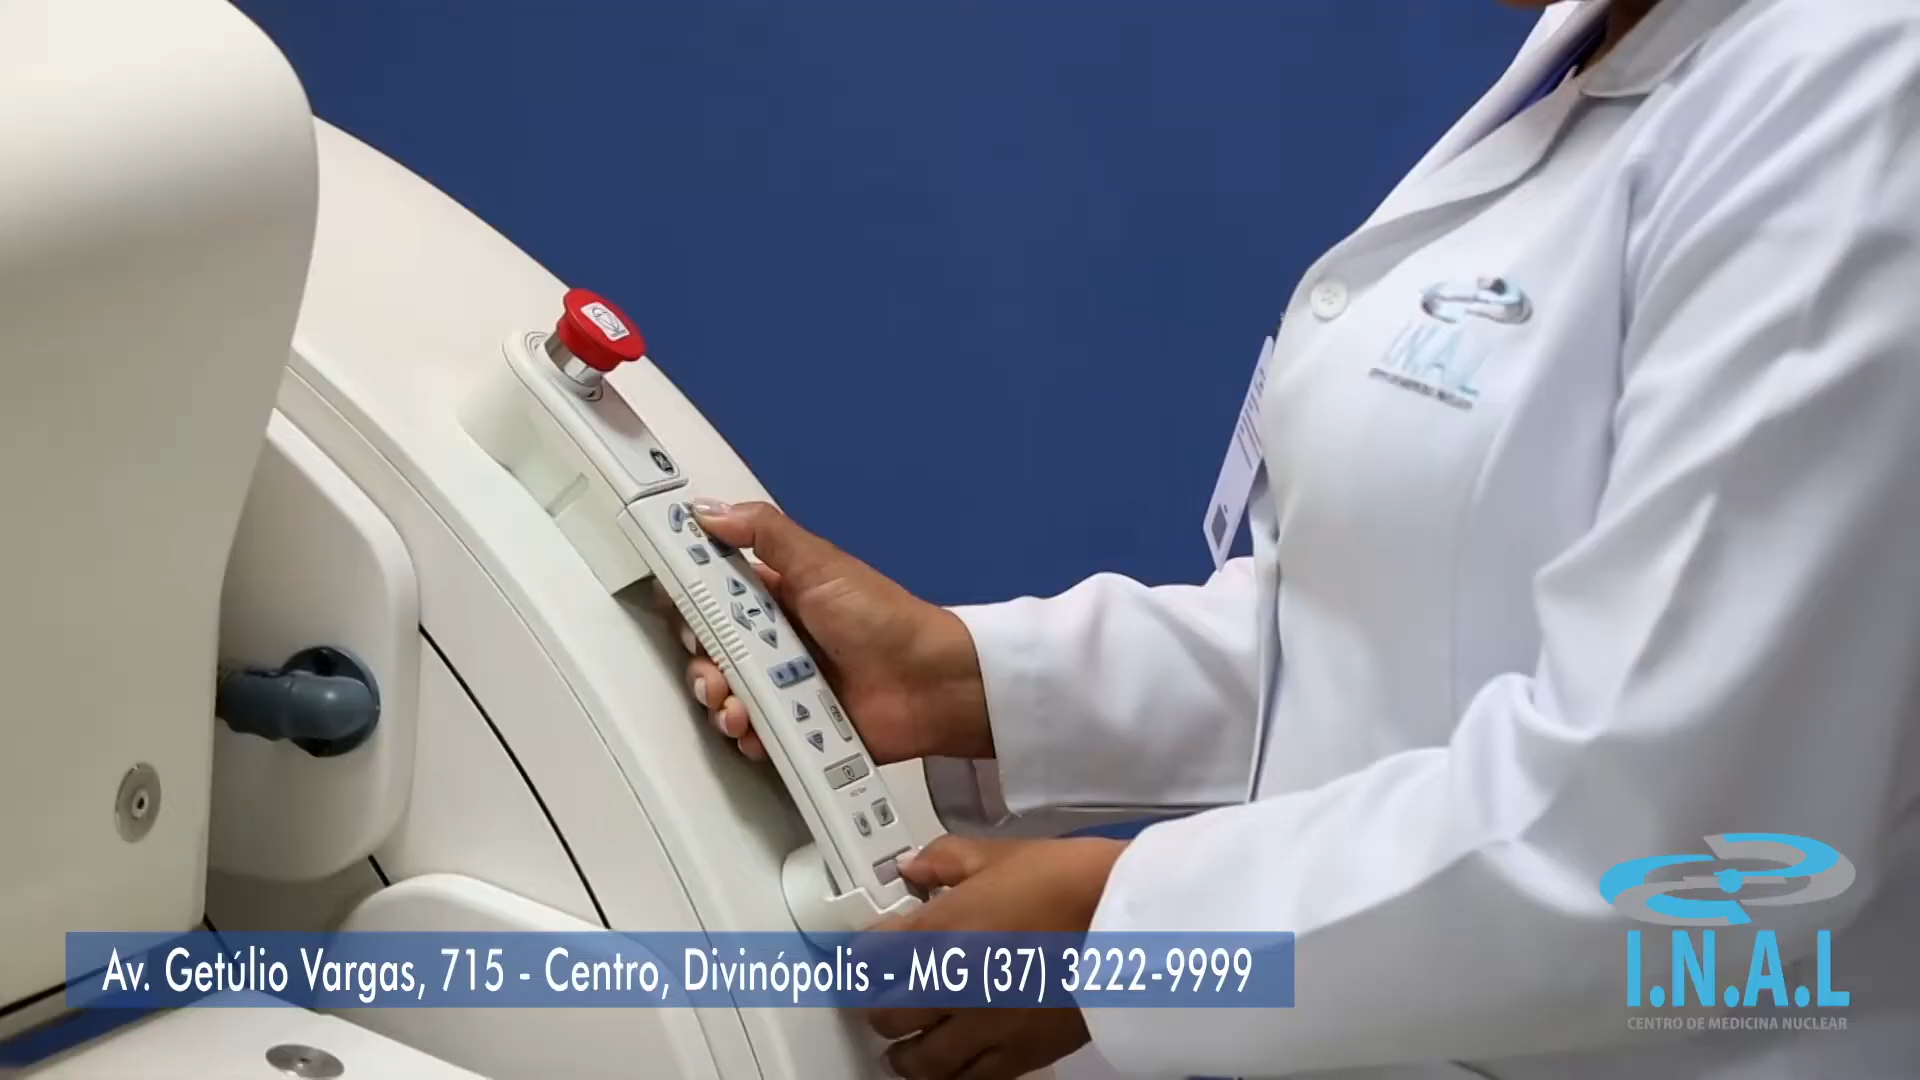 I.N.A.L
Av. Getúlio Vargas, 715 - Centro, Divinópolis - MG (37) 3222-9999
I.N.A.L
CENTRO DE MEDICINA NUCLEAR